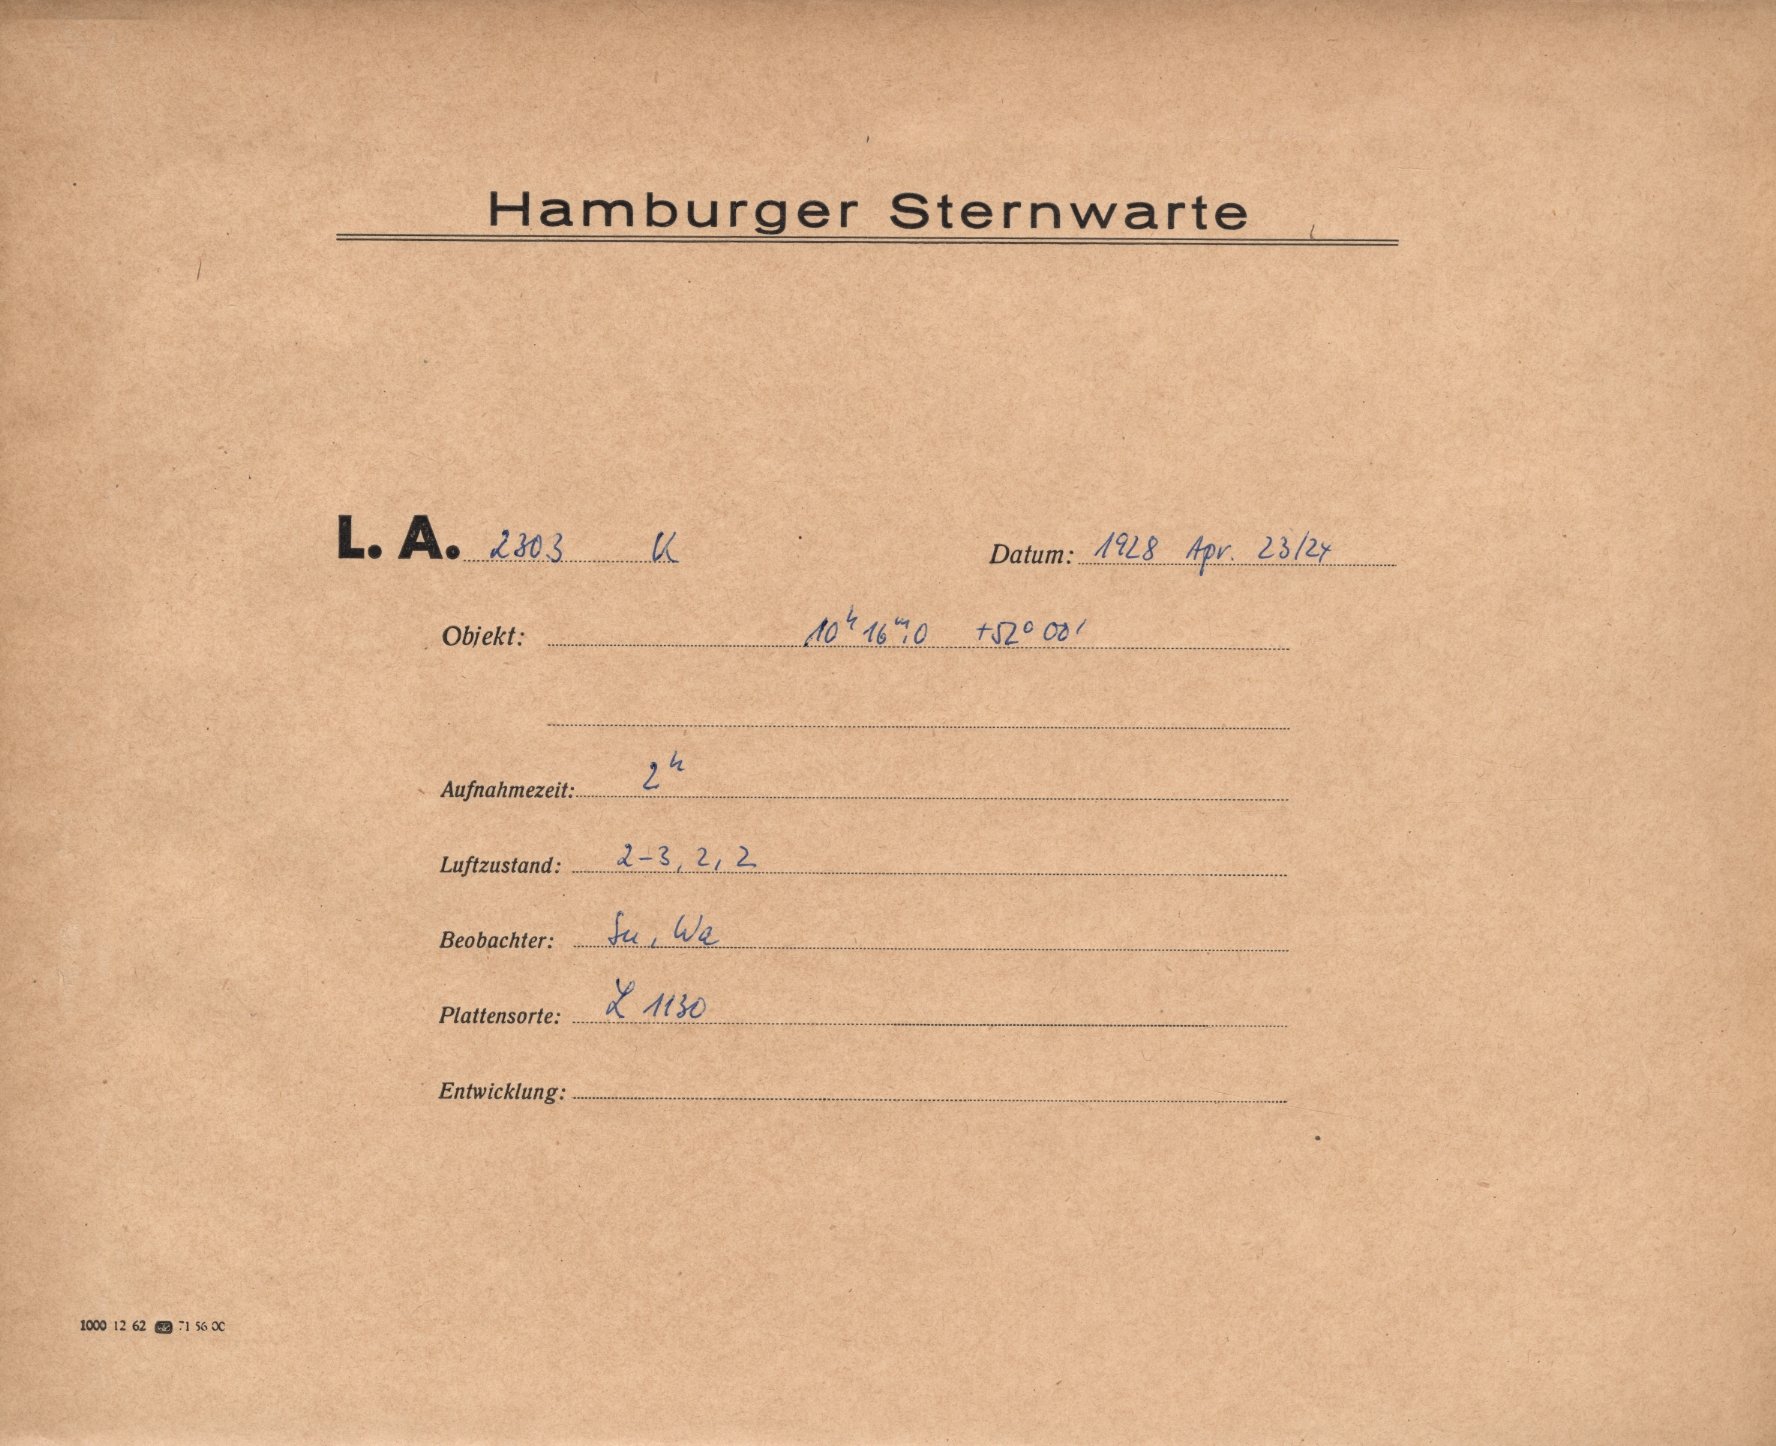 Hamburger Sternwarte
L. A. 2303 K Datum: 1928 Apr. 23/24
Objekt: 10ʰ 16ᵐ,0 +52° 00′
Aufnahmezeit: 2ʰ
Luftzustand: 2–3, 2, 2
Beobachter: Su, Wa
Plattensorte: Z 1130
Entwicklung:
1000 12 62 71 56 00